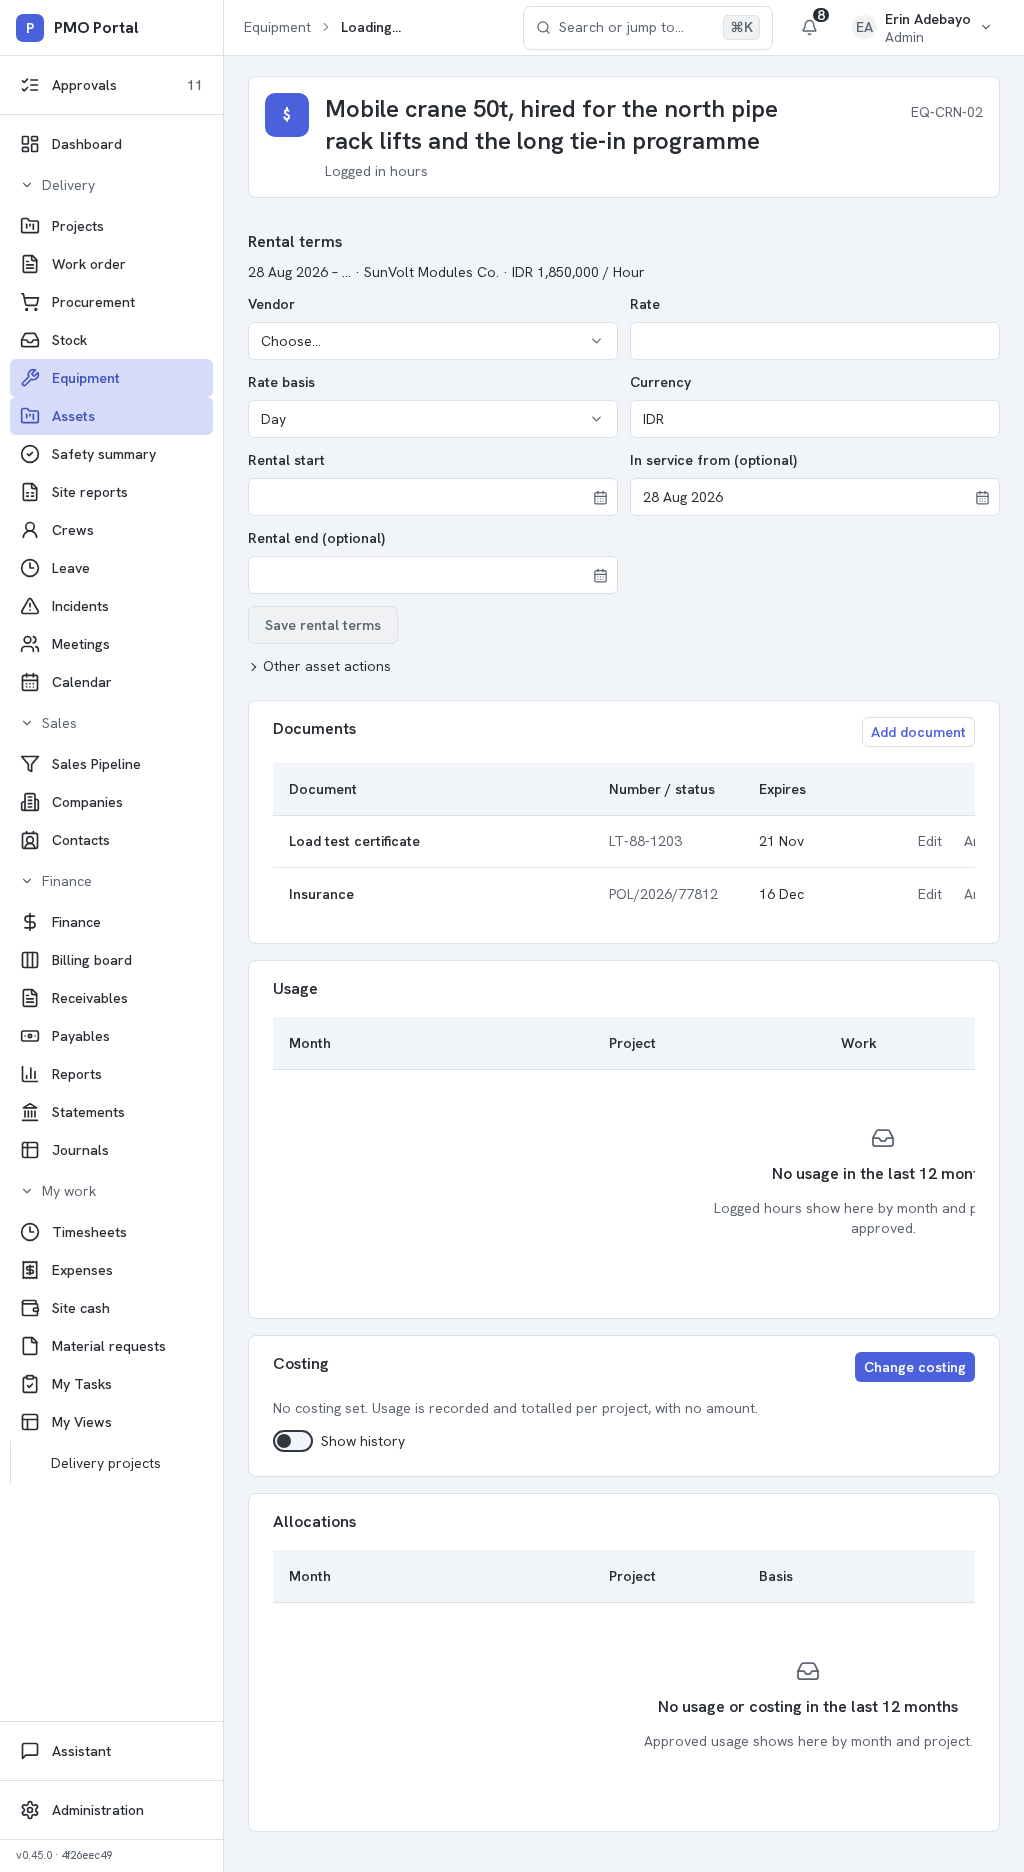 P PMO Portal
Equipment > Loading...
Search or jump to... ⌘K
8
EA
Erin Adebayo
Admin
Approvals 11
Dashboard
Delivery
Projects
Work order
Procurement
Stock
Equipment
Assets
Safety summary
Site reports
Crews
Leave
Incidents
Meetings
Calendar
Sales
Sales Pipeline
Companies
Contacts
Finance
Finance
Billing board
Receivables
Payables
Reports
Statements
Journals
My work
Timesheets
Expenses
Site cash
Material requests
My Tasks
My Views
Delivery projects
Assistant
Administration
v0.45.0 · 4f26eec49
$
Mobile crane 50t, hired for the north pipe
rack lifts and the long tie-in programme
EQ-CRN-02
Logged in hours
Rental terms
28 Aug 2026 – ... · SunVolt Modules Co. · IDR 1,850,000 / Hour
Vendor Rate
Choose...
Rate basis Currency
Day IDR
Rental start In service from (optional)
28 Aug 2026
Rental end (optional)
Save rental terms
Other asset actions
Documents Add document
Document Number / status Expires
Load test certificate LT-88-1203 21 Nov Edit
Insurance POL/2026/77812 16 Dec Edit
Usage
Month Project Work
No usage in the last 12
Logged hours show here by month and
approved.
Costing Change costing
No costing set. Usage is recorded and totalled per project, with no amount.
Show history
Allocations
Month Project Basis
No usage or costing in the last 12 months
Approved usage shows here by month and project.